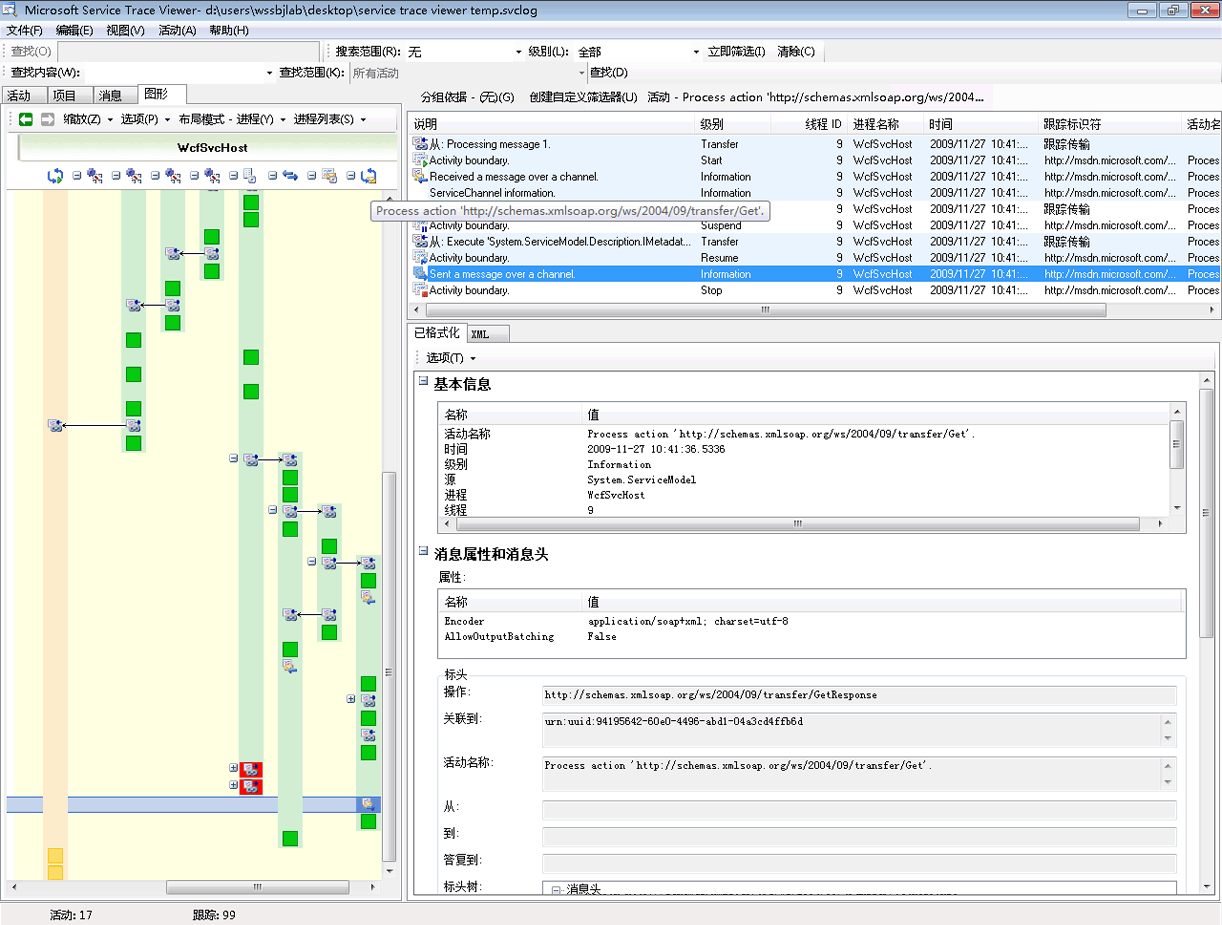 Microsoft Service Trace Viewer- d:\users\wssbjlab\desktop\service trace viewer temp.svclog
文件(F) 编辑(E) 视图(V) 活动(A) 帮助(H)
查找(O) 搜索范围(R): 无 级别(L): 全部 立即筛选(I) 清除(C)
查找内容(W): 查找范围(K): 所有活动 查找(D)
活动 项目 消息 图形
缩放(Z) 选项(P) 布局模式 - 进程(Y) 进程列表(S)
WcfSvcHost
分组依据 - (无)(G) 创建自定义筛选器(U) 活动 - Process action 'http://schemas.xmlsoap.org/ws/2004...
说明 级别 线程 ID 进程名称 时间 跟踪标识符 活动名
从: Processing message 1. Transfer 9 WcfSvcHost 2009/11/27 10:41:... 跟踪传输
Activity boundary. Start 9 WcfSvcHost 2009/11/27 10:41:... http://msdn.microsoft.com/... Proces
Received a message over a channel. Information 9 WcfSvcHost 2009/11/27 10:41:... http://msdn.microsoft.com/... Proces
ServiceChannel information. Information 9 WcfSvcHost 2009/11/27 10:41:... http://msdn.microsoft.com/... Proces
Process action 'http://schemas.xmlsoap.org/ws/2004/09/transfer/Get'. 9 WcfSvcHost 2009/11/27 10:41:... 跟踪传输 Proces
Activity boundary. Suspend 9 WcfSvcHost 2009/11/27 10:41:... http://msdn.microsoft.com/... Proces
从: Execute 'System.ServiceModel.Description.IMetadat... Transfer 9 WcfSvcHost 2009/11/27 10:41:... 跟踪传输 Proces
Activity boundary. Resume 9 WcfSvcHost 2009/11/27 10:41:... http://msdn.microsoft.com/... Proces
Sent a message over a channel. Information 9 WcfSvcHost 2009/11/27 10:41:... http://msdn.microsoft.com/... Proces
Activity boundary. Stop 9 WcfSvcHost 2009/11/27 10:41:... http://msdn.microsoft.com/... Proces
已格式化 XML
选项(T)
基本信息
名称 值
活动名称 Process action 'http://schemas.xmlsoap.org/ws/2004/09/transfer/Get'.
时间 2009-11-27 10:41:36.5336
级别 Information
源 System.ServiceModel
进程 WcfSvcHost
线程 9
消息属性和消息头
属性:
名称 值
Encoder application/soap+xml; charset=utf-8
AllowOutputBatching False
标头
操作: http://schemas.xmlsoap.org/ws/2004/09/transfer/GetResponse
关联到: urn:uuid:94195642-60e0-4496-abd1-04a3cd4ffb6d
活动名称: Process action 'http://schemas.xmlsoap.org/ws/2004/09/transfer/Get'.
从:
到:
答复到:
标头树: 消息头
活动: 17 跟踪: 99